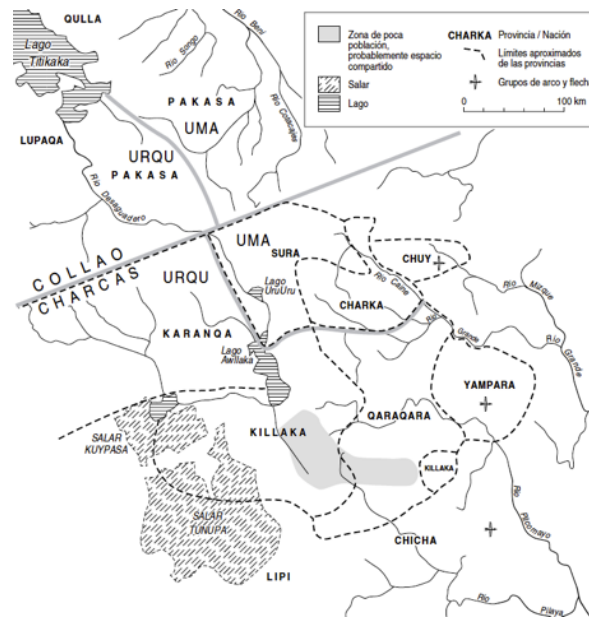 QULLA
Lago
Titikaka
LUPAQA
Río Songo
Río Beni
Río Cotacajes
PAKASA
UMA
URQU
PAKASA
Río Desaguadero
Zona de poca
población,
probablemente espacio
compartido
Salar
Lago
CHARKA Provincia / Nación
Límites aproximados
de las provincias
Grupos de arco y flecha
0 100 km
COLLAO
CHARCAS
UMA
SURA
URQU
Lago
UruUru
KARANQA
Lago
Awllaka
CHUY
Río Caine
CHARKA
Río
Grande
Río Mizque
Río Grande
YAMPARA
QARAQARA
KILLAKA
KILLAKA
SALAR
KUYPASA
SALAR
TUNUPA
LIPI
CHICHA
Río Pilcomayo
Río Pilaya